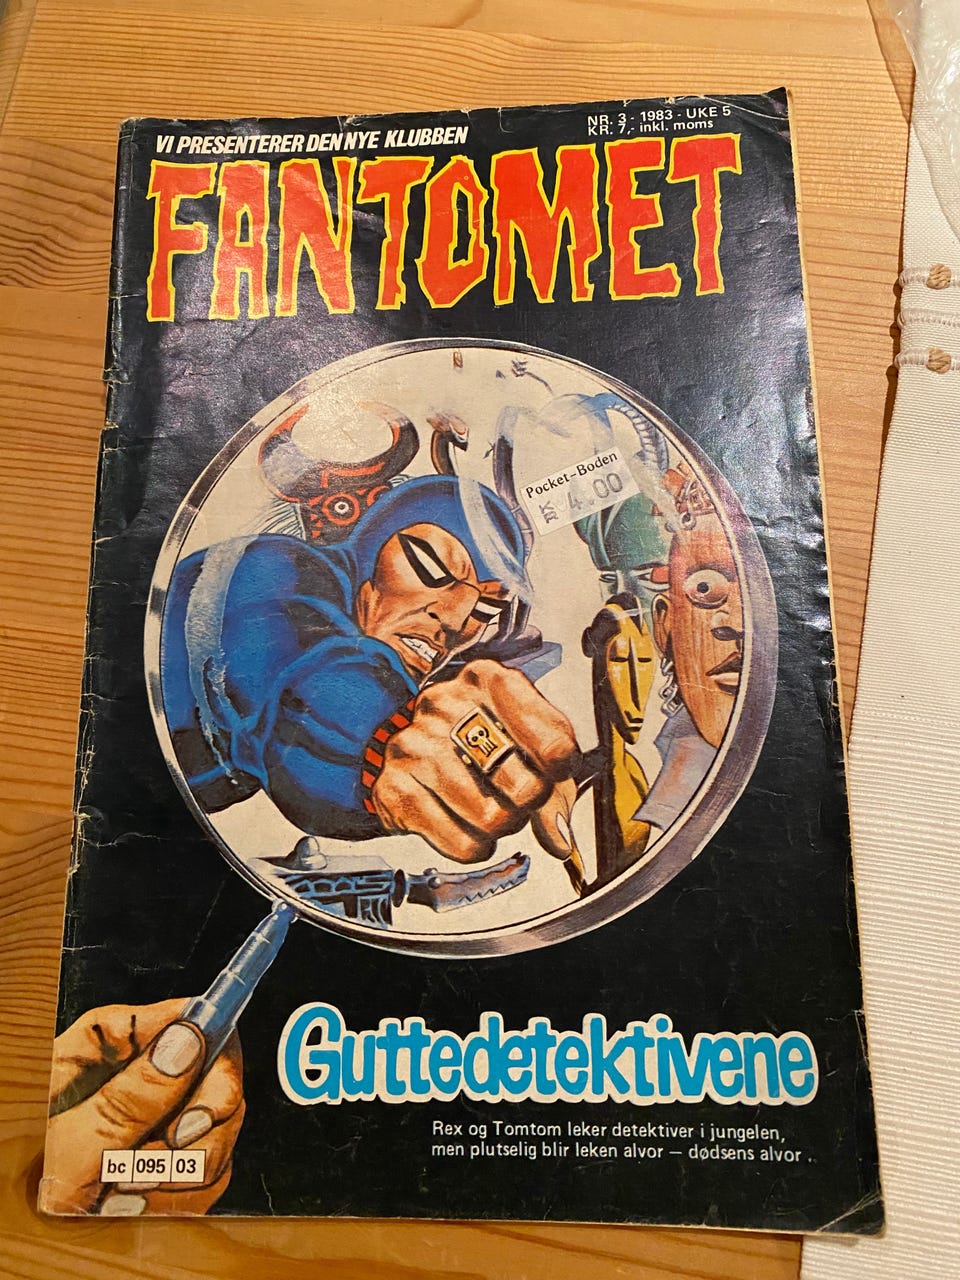 VI PRESENTERER DEN NYE KLUBBEN
NR. 3 - 1983 - UKE 5
KR. 7,- inkl. moms
FANTOMET
Pocket-Boden
KR 4.00
Guttedetektivene
Rex og Tomtom leker detektiver i jungelen,
men plutselig blir leken alvor — dødsens alvor .
bc 095 03